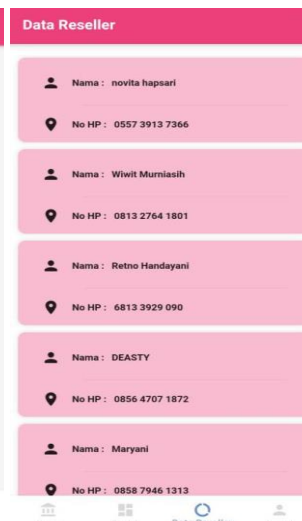 Data Reseller
Nama : novita hapsari
No HP : 0557 3913 7366
Nama : Wiwit Murniasih
No HP : 0813 2764 1801
Nama : Retno Handayani
No HP : 6813 3929 090
Nama : DEASTY
No HP : 0856 4707 1872
Nama : Maryani
No HP : 0858 7946 1313